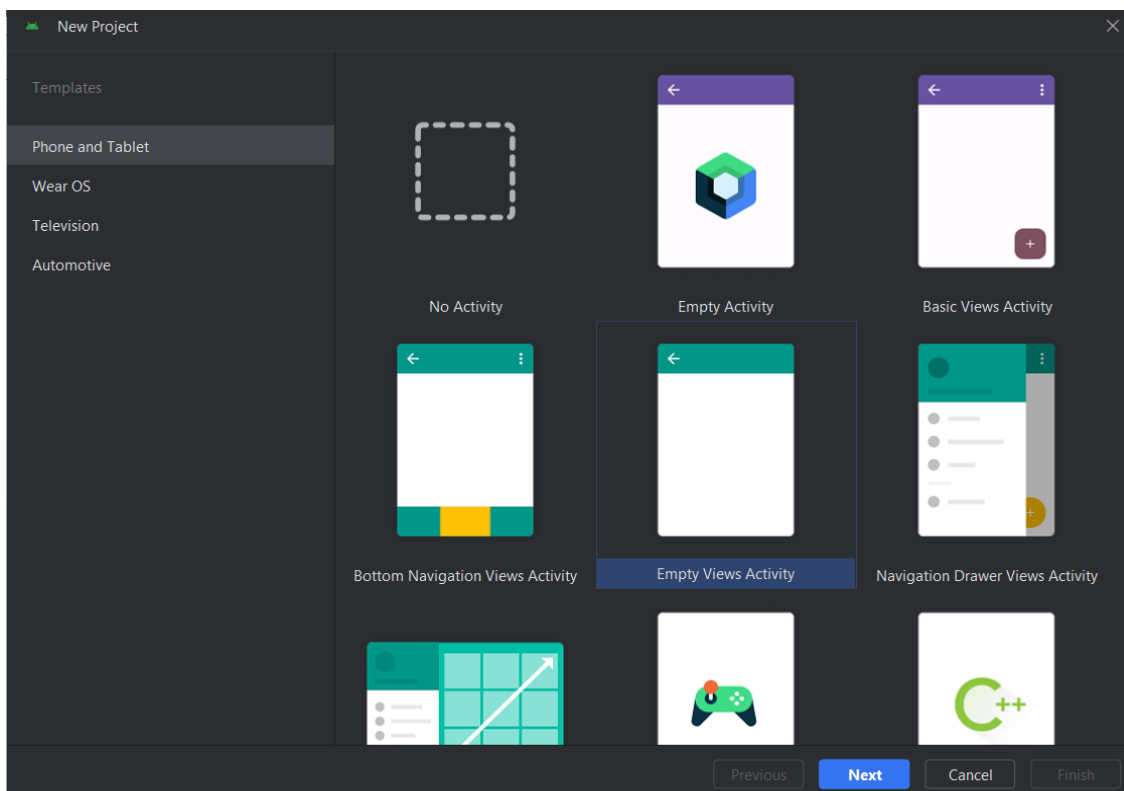 New Project
Templates
Phone and Tablet
Wear OS
Television
Automotive
No Activity
Empty Activity
Basic Views Activity
Bottom Navigation Views Activity
Empty Views Activity
Navigation Drawer Views Activity
C++
Previous
Next
Cancel
Finish